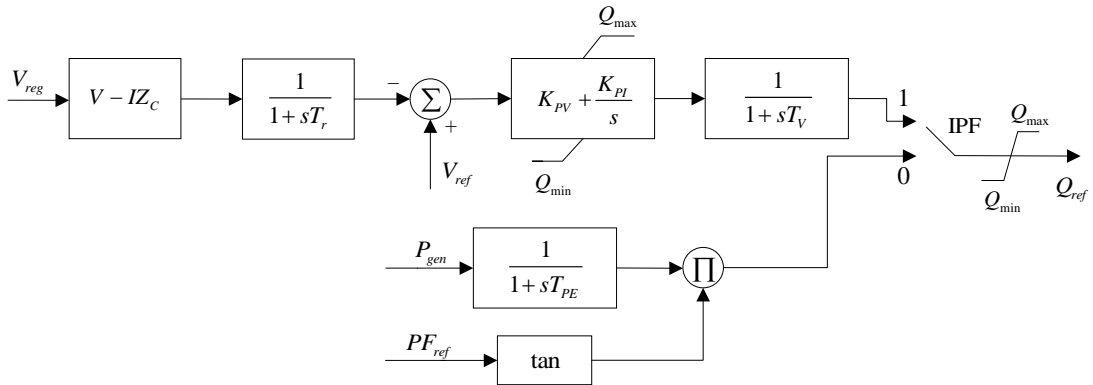 Q_max
V_reg
V − IZ_C
1 / (1 + sT_r)
−
Σ
+
V_ref
K_PV + K_PI / s
Q_min
1 / (1 + sT_V)
1
IPF
0
Q_max
Q_min
Q_ref
P_gen
1 / (1 + sT_PE)
∏
PF_ref
tan